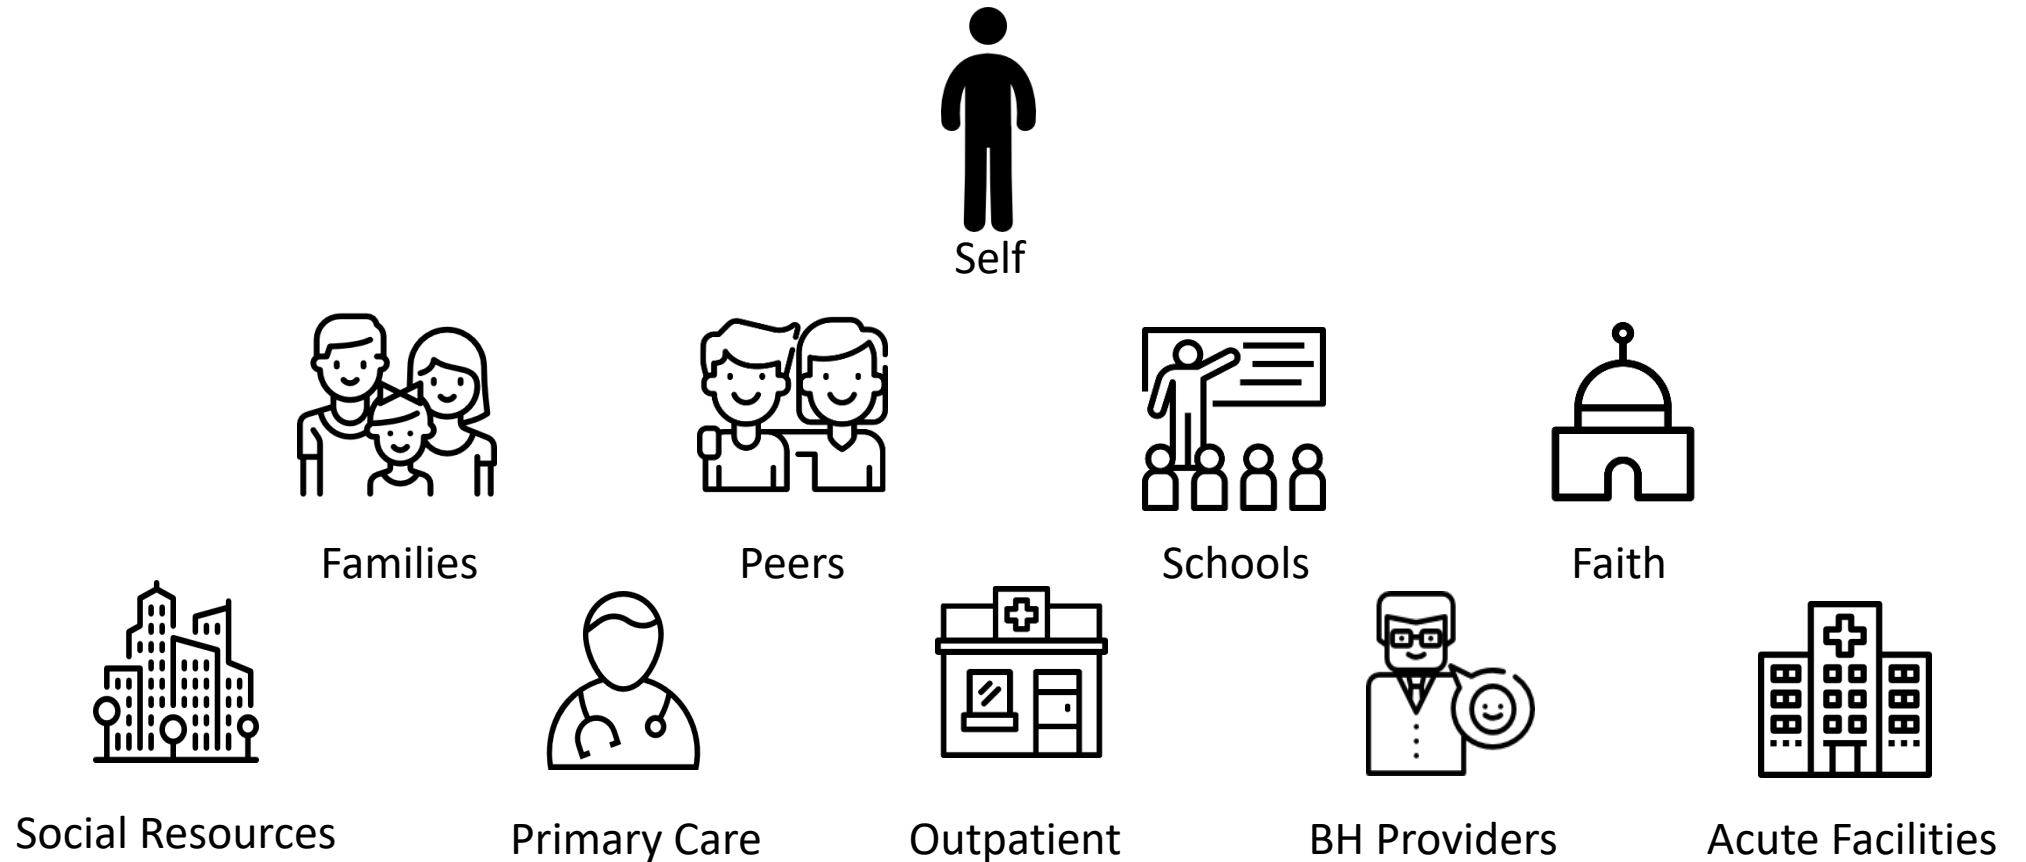 Self
Families
Peers
Schools
Faith
Social Resources
Primary Care
Outpatient
BH Providers
Acute Facilities